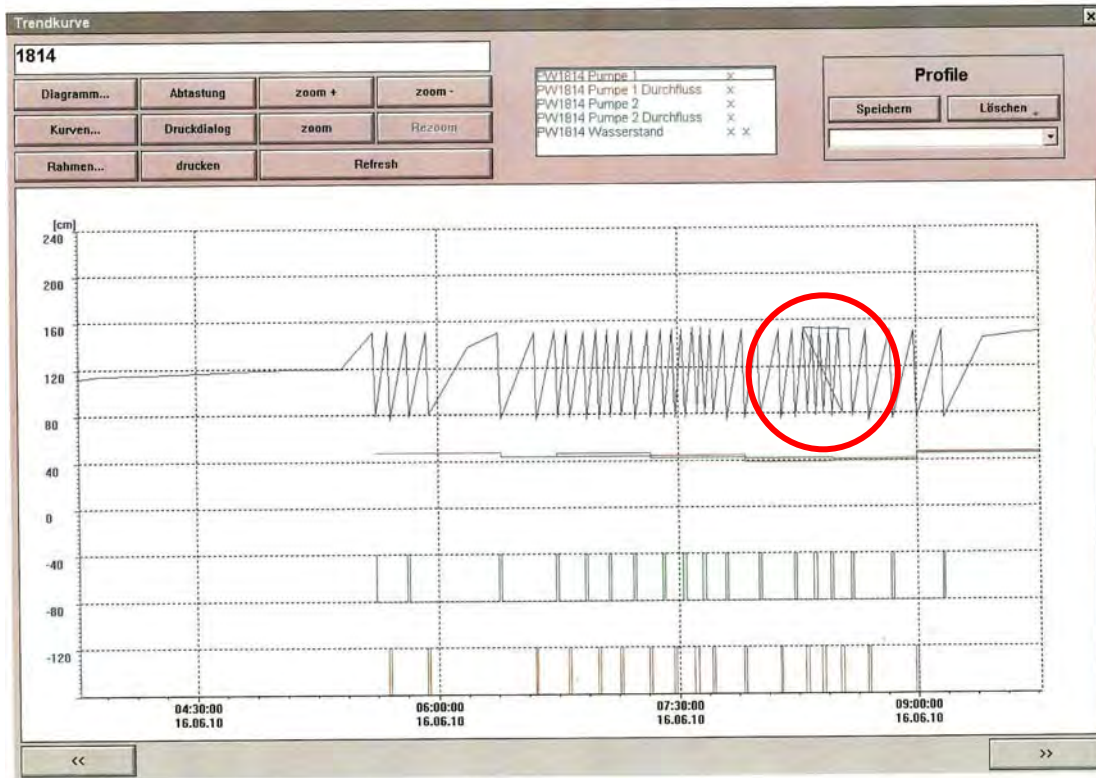 Trendkurve
1814
Diagramm...
Abtastung
zoom +
zoom -
Kurven...
Druckdialog
zoom
Rezoom
Rahmen...
drucken
Refresh
PW1814 Pumpe 1 x
PW1814 Pumpe 1 Durchfluss x
PW1814 Pumpe 2 x
PW1814 Pumpe 2 Durchfluss x
PW1814 Wasserstand x x
Profile
Speichern
Löschen
[cm]
240
200
160
120
80
40
0
-40
-80
-120
04:30:00
16.06.10
06:00:00
16.06.10
07:30:00
16.06.10
09:00:00
16.06.10
<<
>>